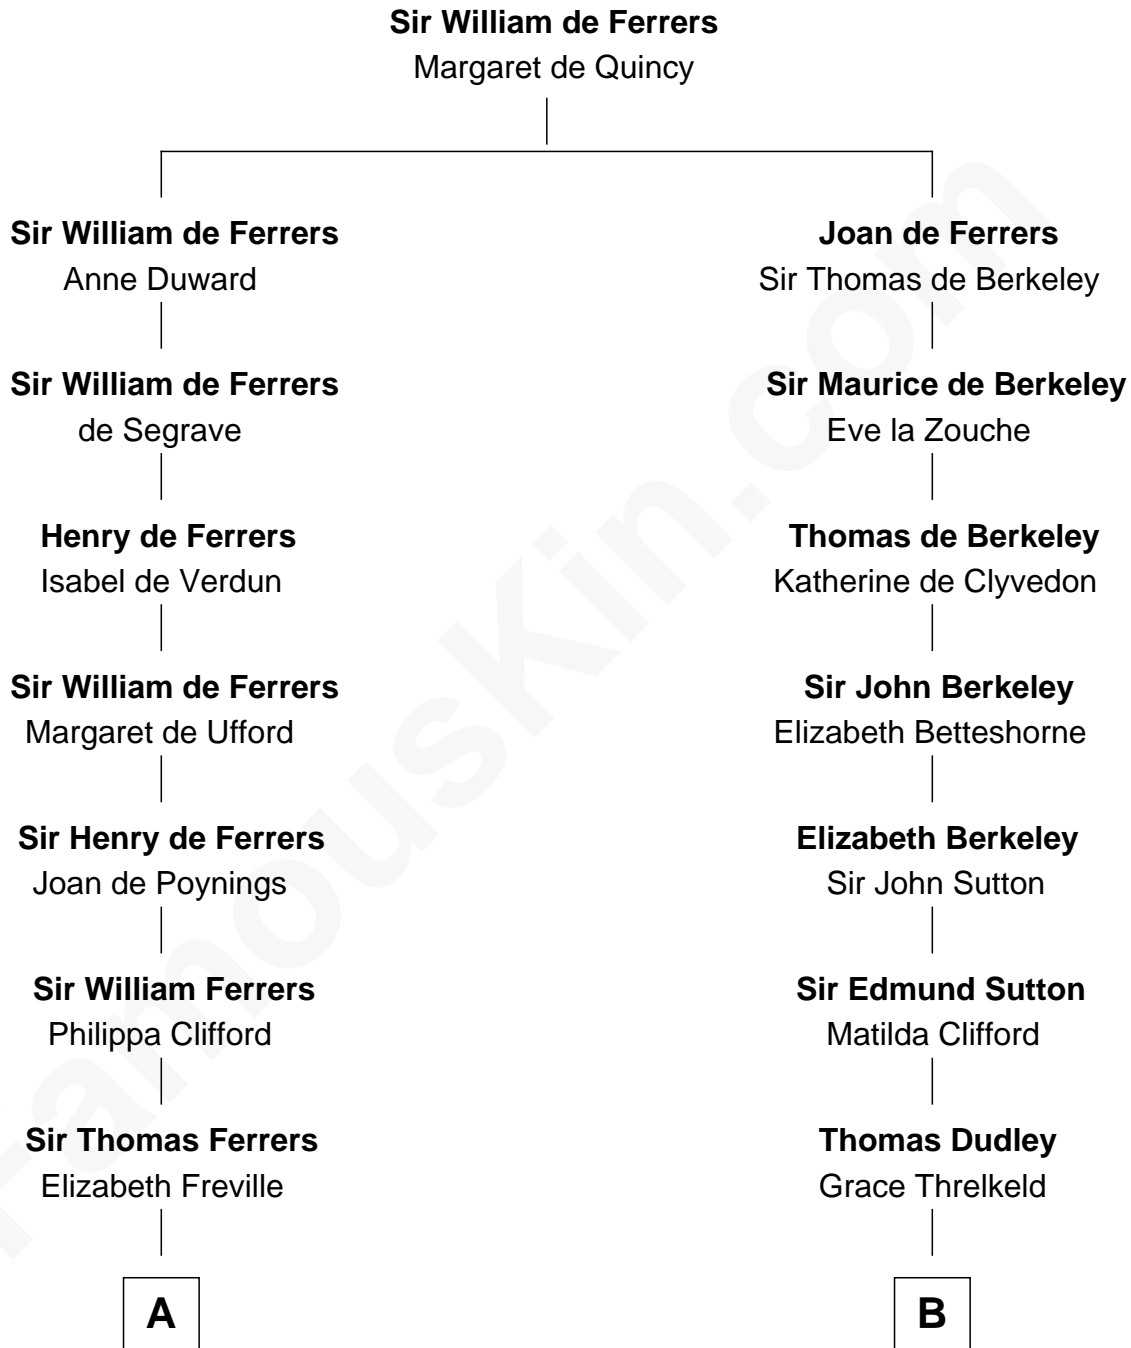 Sir William de Ferrers
Margaret de Quincy
Sir William de Ferrers
Anne Duward
Joan de Ferrers
Sir Thomas de Berkeley
Sir William de Ferrers
de Segrave
Sir Maurice de Berkeley
Eve la Zouche
Henry de Ferrers
Isabel de Verdun
Thomas de Berkeley
Katherine de Clyvedon
Sir William de Ferrers
Margaret de Ufford
Sir John Berkeley
Elizabeth Betteshorne
Sir Henry de Ferrers
Joan de Poynings
Elizabeth Berkeley
Sir John Sutton
Sir William Ferrers
Philippa Clifford
Sir Edmund Sutton
Matilda Clifford
Sir Thomas Ferrers
Elizabeth Freville
Thomas Dudley
Grace Threlkeld
A
B
FamousKin.com